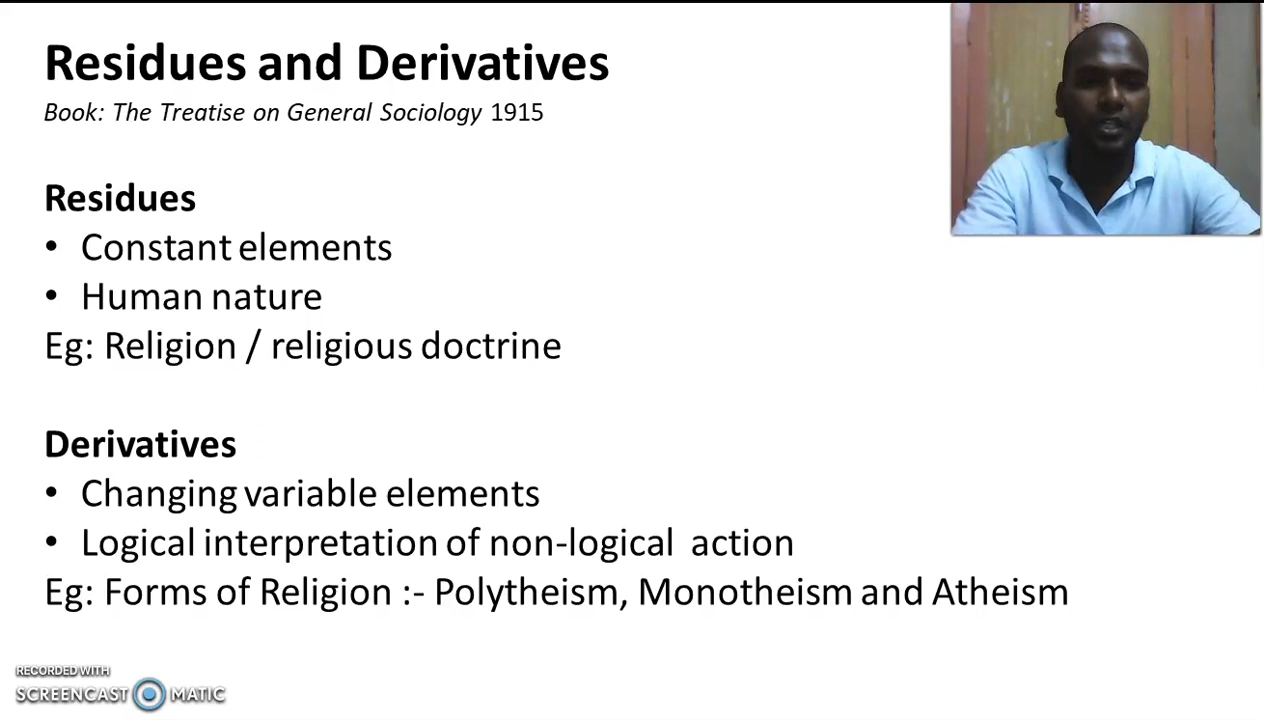 Residues and Derivatives
Book: The Treatise on General Sociology 1915
Residues
• Constant elements
• Human nature
Eg: Religion / religious doctrine
Derivatives
• Changing variable elements
• Logical interpretation of non-logical action
Eg: Forms of Religion :- Polytheism, Monotheism and Atheism
RECORDED WITH
SCREENCAST MATIC